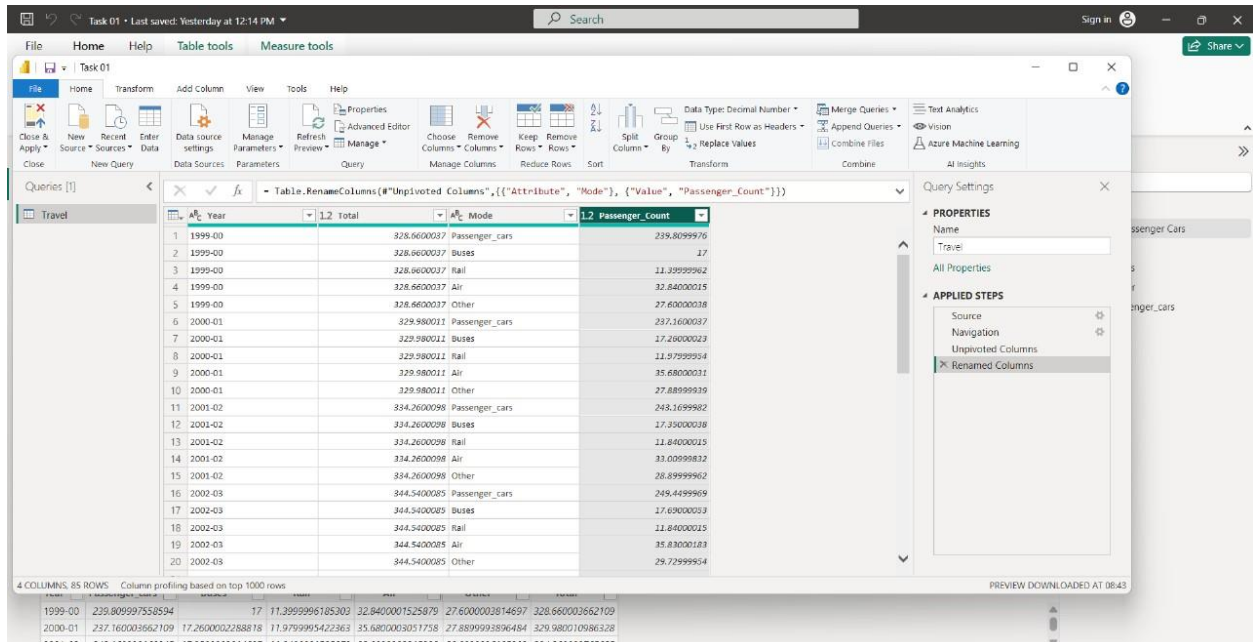 Task 01 • Last saved: Yesterday at 12:14 PM
Search
Sign in
File Home Help Table tools Measure tools
Share
Task 01
File Home Transform Add Column View Tools Help
Close & Apply
New Source
Recent Sources
Enter Data
Data source settings
Manage Parameters
Refresh Preview
Properties
Advanced Editor
Manage
Choose Columns
Remove Columns
Keep Rows
Remove Rows
Split Column
Group By
Data Type: Decimal Number
Use First Row as Headers
Replace Values
Merge Queries
Append Queries
Combine Files
Text Analytics
Vision
Azure Machine Learning
Close New Query Data Sources Parameters Query Manage Columns Reduce Rows Sort Transform Combine AI Insights
Queries [1]
Travel
= Table.RenameColumns(#"Unpivoted Columns",{{"Attribute", "Mode"}, {"Value", "Passenger_Count"}})
Year 1.2 Total Mode 1.2 Passenger_Count
1 1999-00 328.6600037 Passenger_cars 239.8099976
2 1999-00 328.6600037 Buses 17
3 1999-00 328.6600037 Rail 11.39999962
4 1999-00 328.6600037 Air 32.84000015
5 1999-00 328.6600037 Other 27.60000038
6 2000-01 329.980011 Passenger_cars 237.1600037
7 2000-01 329.980011 Buses 17.26000023
8 2000-01 329.980011 Rail 11.97999954
9 2000-01 329.980011 Air 35.68000031
10 2000-01 329.980011 Other 27.88999939
11 2001-02 334.2600098 Passenger_cars 243.1699982
12 2001-02 334.2600098 Buses 17.35000038
13 2001-02 334.2600098 Rail 11.84000015
14 2001-02 334.2600098 Air 33.00999832
15 2001-02 334.2600098 Other 28.89999962
16 2002-03 344.5400085 Passenger_cars 249.4499969
17 2002-03 344.5400085 Buses 17.69000053
18 2002-03 344.5400085 Rail 11.84000015
19 2002-03 344.5400085 Air 35.83000183
20 2002-03 344.5400085 Other 29.72999954
Query Settings
PROPERTIES
Name
Travel
All Properties
APPLIED STEPS
Source
Navigation
Unpivoted Columns
Renamed Columns
ssenger Cars
enger_cars
4 COLUMNS, 85 ROWS Column profiling based on top 1000 rows
PREVIEW DOWNLOADED AT 08:43
1999-00 239.809997558594 17 11.3999996185303 32.8400001525879 27.6000003814697 328.660003662109
2000-01 237.160003662109 17.2600002288818 11.9799995422363 35.6800003051758 27.8899993896484 329.980010986328